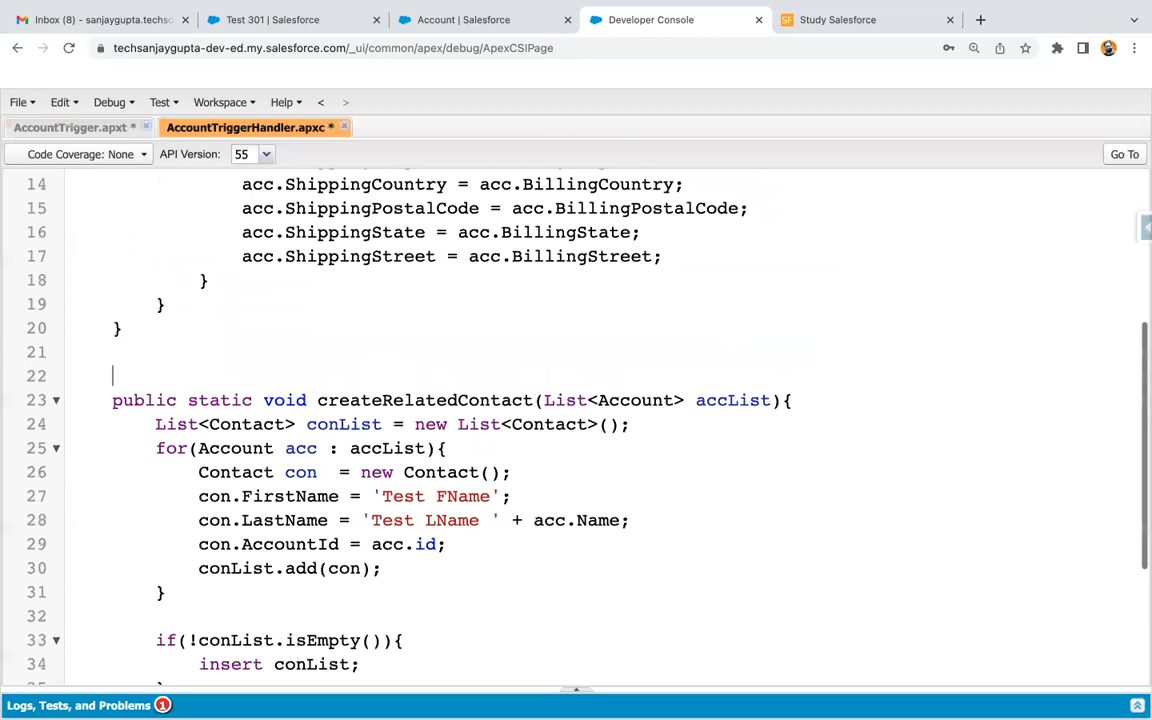 Inbox (8) - sanjaygupta.techsc
Test 301 | Salesforce
Account | Salesforce
Developer Console
Study Salesforce
techsanjaygupta-dev-ed.my.salesforce.com/_ui/common/apex/debug/ApexCSIPage
File Edit Debug Test Workspace Help < >
AccountTrigger.apxt *
AccountTriggerHandler.apxc *
Code Coverage: None API Version: 55 Go To
14 acc.ShippingCountry = acc.BillingCountry;
15 acc.ShippingPostalCode = acc.BillingPostalCode;
16 acc.ShippingState = acc.BillingState;
17 acc.ShippingStreet = acc.BillingStreet;
18 }
19 }
20 }
21
22
23 public static void createRelatedContact(List<Account> accList){
24 List<Contact> conList = new List<Contact>();
25 for(Account acc : accList){
26 Contact con = new Contact();
27 con.FirstName = 'Test FName';
28 con.LastName = 'Test LName ' + acc.Name;
29 con.AccountId = acc.id;
30 conList.add(con);
31 }
32
33 if(!conList.isEmpty()){
34 insert conList;
Logs, Tests, and Problems 1